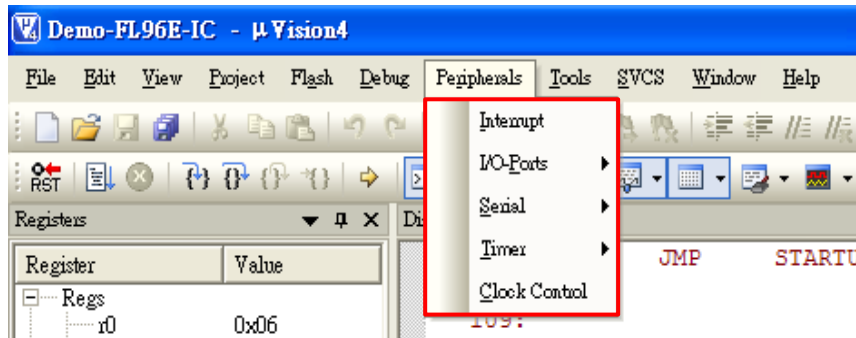 Demo-FL96E-IC - μVision4
File Edit View Project Flash Debug Peripherals Tools SVCS Window Help
Interrupt
I/O-Ports
RST
Serial
Registers
Timer
JMP STARTU
Register Value
Clock Control
Regs
109:
r0 0x06